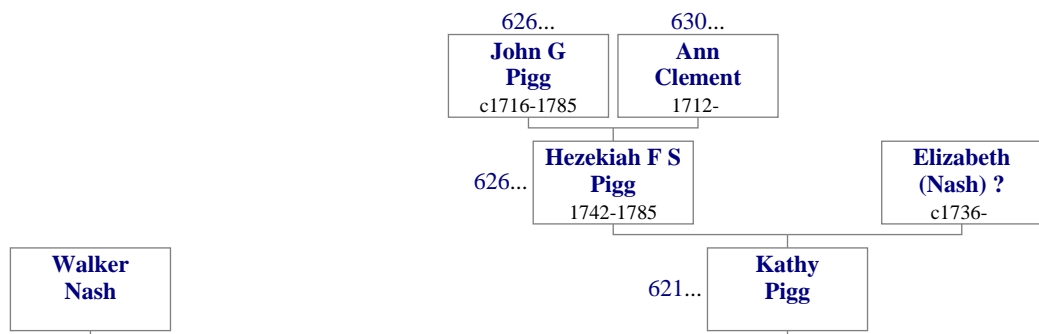 626... 630...
John G
Pigg
c1716-1785
Ann
Clement
1712-
626...
Hezekiah F S
Pigg
1742-1785
Elizabeth
(Nash) ?
c1736-
Walker
Nash
621...
Kathy
Pigg